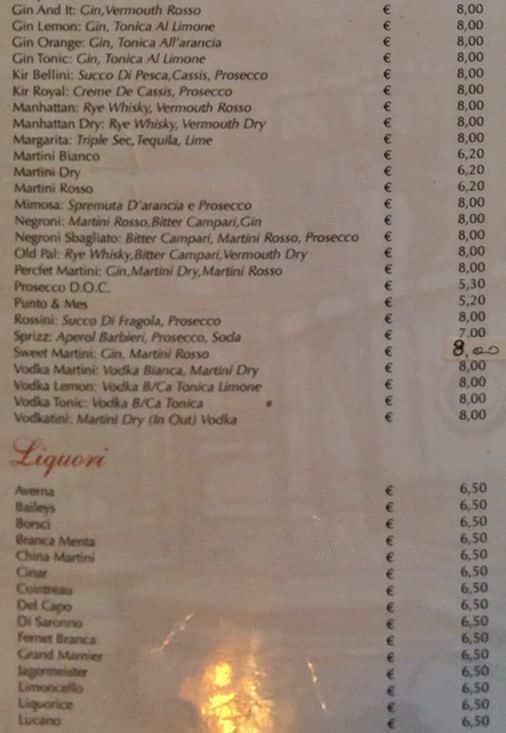 Gin And It: Gin,Vermouth Rosso € 8,00
Gin Lemon: Gin, Tonica Al Limone € 8,00
Gin Orange: Gin, Tonica All'arancia € 8,00
Gin Tonic: Gin, Tonica Al Limone € 8,00
Kir Bellini: Succo Di Pesca,Cassis, Prosecco € 8,00
Kir Royal: Creme De Cassis, Prosecco € 8,00
Manhattan: Rye Whisky, Vermouth Rosso € 8,00
Manhattan Dry: Rye Whisky, Vermouth Dry € 8,00
Margarita: Triple Sec,Tequila, Lime € 8,00
Martini Bianco € 6,20
Martini Dry € 6,20
Martini Rosso € 6,20
Mimosa: Spremuta D'arancia e Prosecco € 8,00
Negroni: Martini Rosso,Bitter Campari,Gin € 8,00
Negroni Sbagliato: Bitter Campari, Martini Rosso, Prosecco € 8,00
Old Pal: Rye Whisky,Bitter Campari,Vermouth Dry € 8,00
Percfet Martini: Gin,Martini Dry,Martini Rosso € 8,00
Prosecco D.O.C. € 5,30
Punto & Mes € 5,20
Rossini: Succo Di Fragola, Prosecco € 8,00
Sprizz: Aperol Barbieri, Prosecco, Soda € 7,00
Sweet Martini: Gin, Martini Rosso € 8,00
Vodka Martini: Vodka Bianca, Martini Dry € 8,00
Vodka Lemon: Vodka B/Ca Tonica Limone € 8,00
Vodka Tonic: Vodka B/Ca Tonica € 8,00
Vodkatini: Martini Dry (In Out) Vodka € 8,00
Liquori
Averna € 6,50
Baileys € 6,50
Borsci € 6,50
Branca Menta € 6,50
China Martini € 6,50
Cinar € 6,50
Cointreau € 6,50
Del Capo € 6,50
Di Saronno € 6,50
Fernet Branca € 6,50
Grand Marnier € 6,50
Jagermeister € 6,50
Limoncello € 6,50
Liquorice € 6,50
Lucano € 6,50